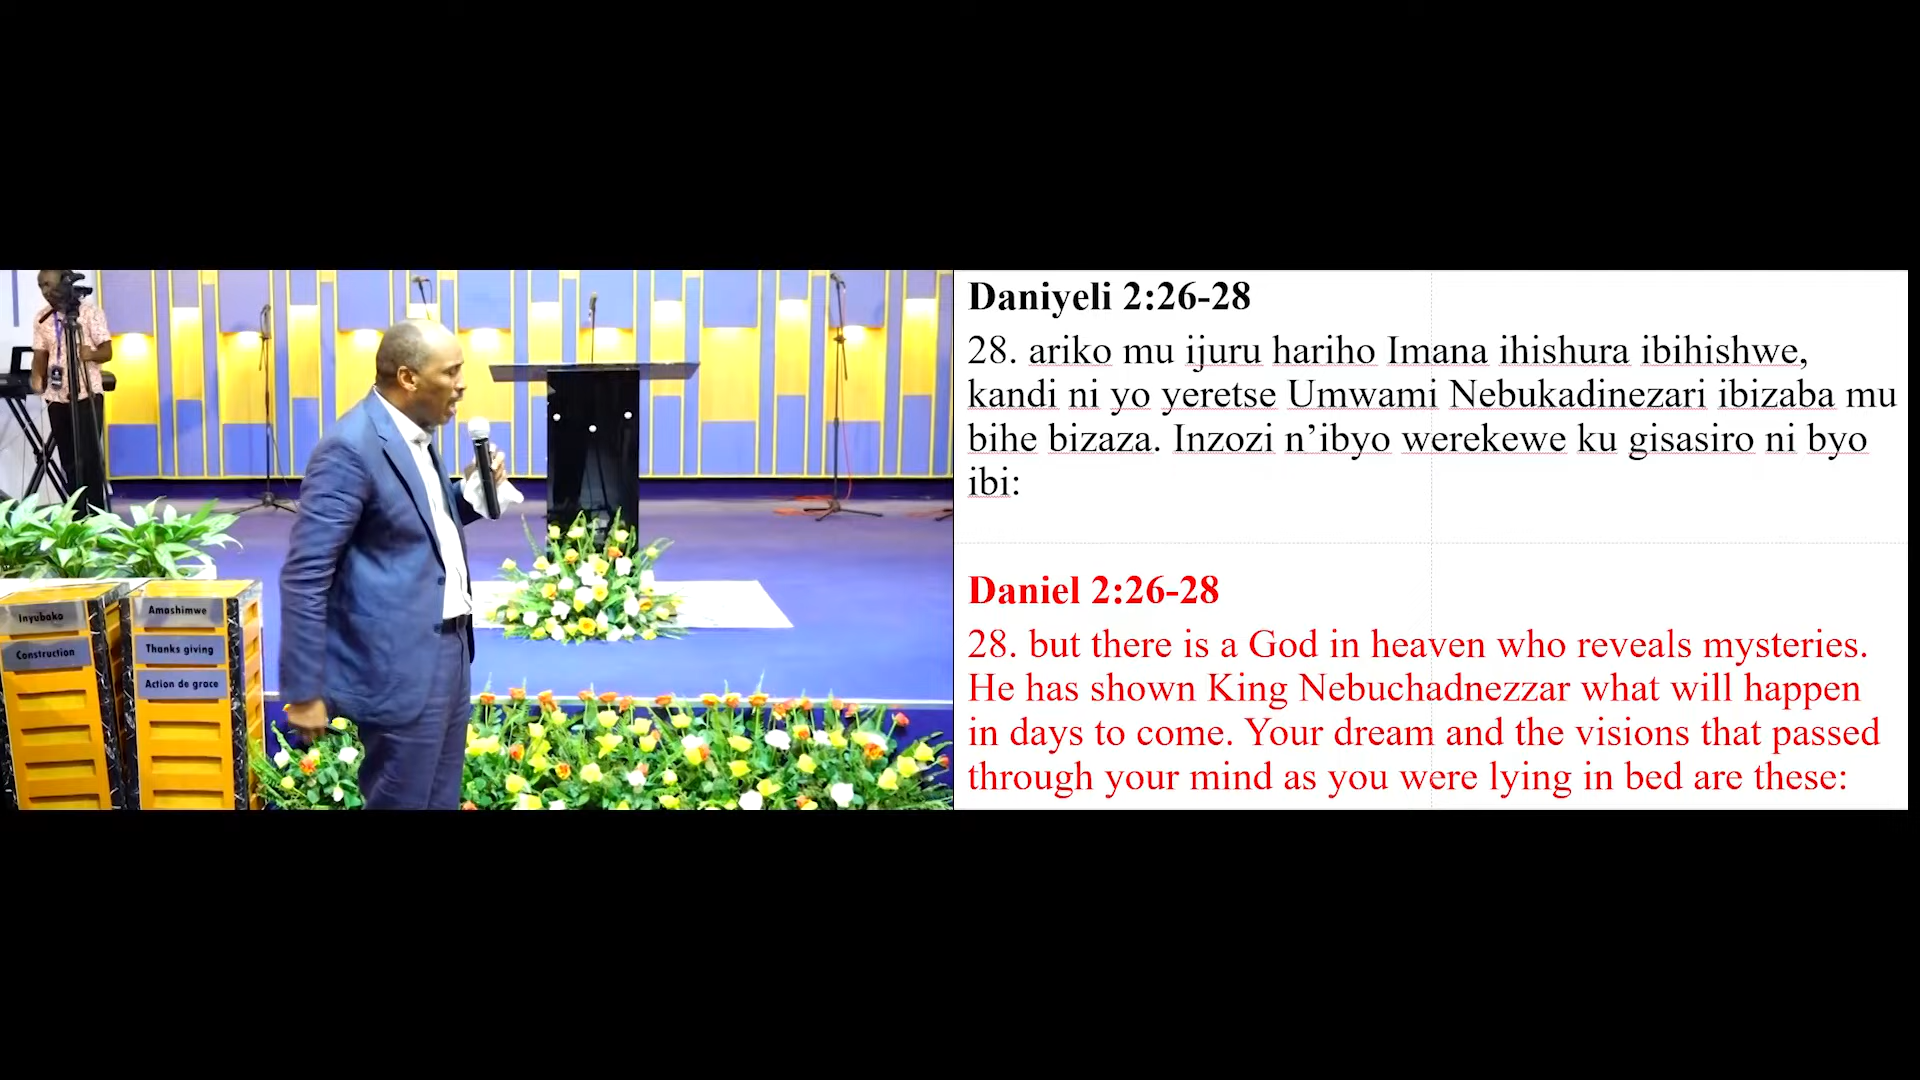 Inyubako
Construction
Amashimwe
Thanks giving
Action de grace
Daniyeli 2:26-28
28. ariko mu ijuru hariho Imana ihishura ibihishwe,
kandi ni yo yeretse Umwami Nebukadinezari ibizaba mu
bihe bizaza. Inzozi n’ibyo werekewe ku gisasiro ni byo
ibi:
Daniel 2:26-28
28. but there is a God in heaven who reveals mysteries.
He has shown King Nebuchadnezzar what will happen
in days to come. Your dream and the visions that passed
through your mind as you were lying in bed are these: